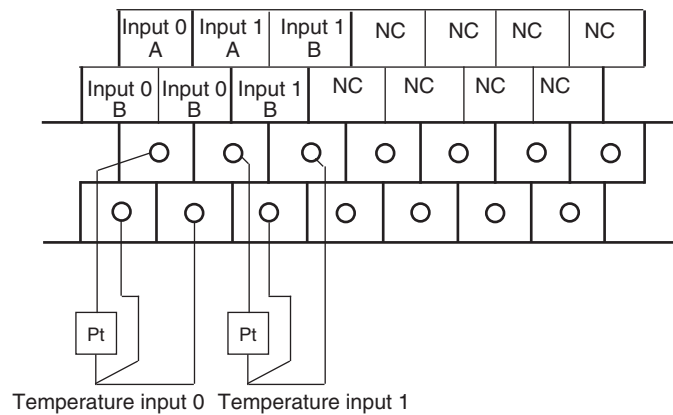 Input 0 Input 1 Input 1 NC NC NC NC
A A B
Input 0 Input 0 Input 1 NC NC NC NC
B B B
Pt Pt
Temperature input 0 Temperature input 1